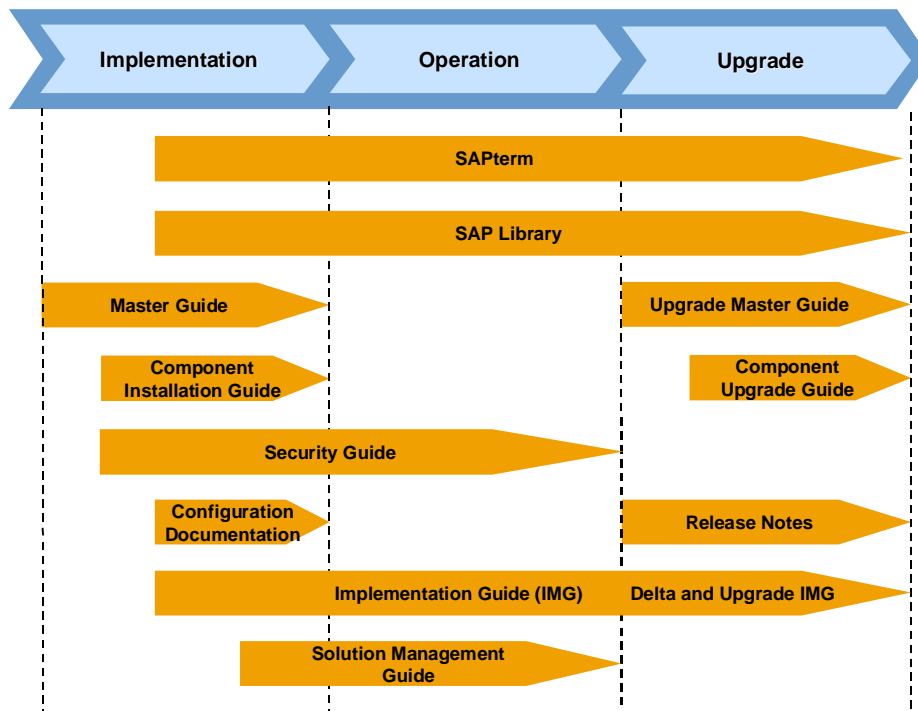 Implementation
Operation
Upgrade
SAPterm
SAP Library
Master Guide
Upgrade Master Guide
Component
Installation Guide
Component
Upgrade Guide
Security Guide
Configuration
Documentation
Release Notes
Implementation Guide (IMG)
Delta and Upgrade IMG
Solution Management
Guide